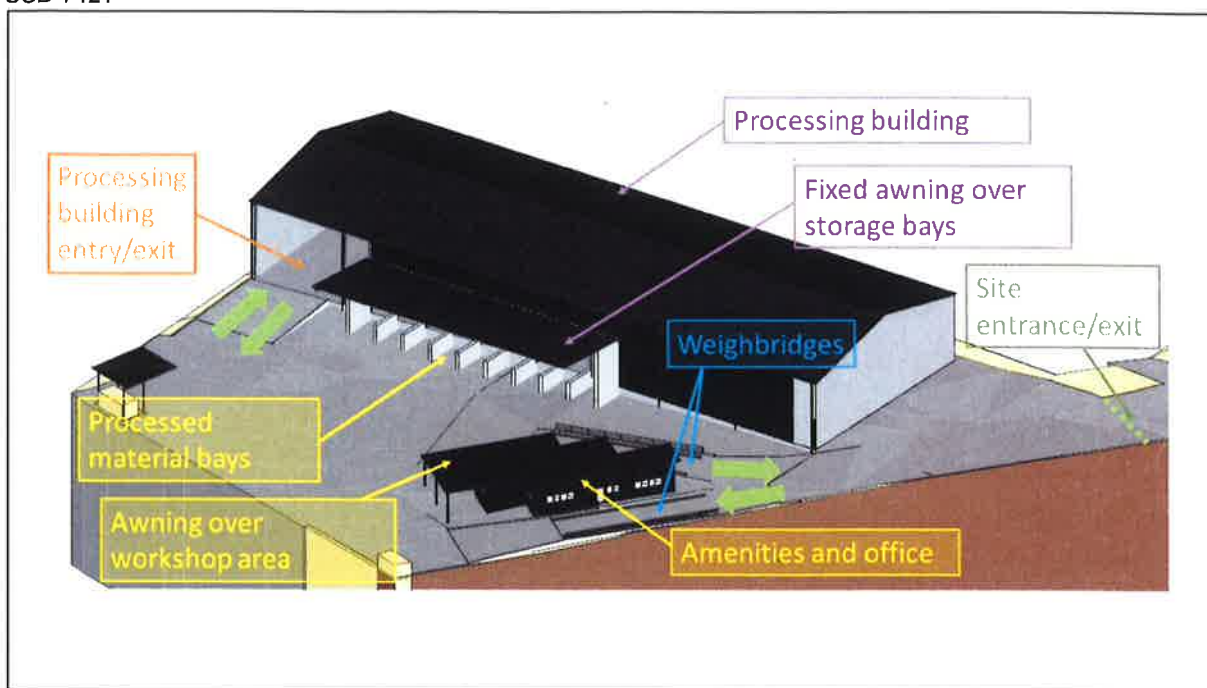 Processing building
Processing
building
entry/exit
Fixed awning over
storage bays
Site
entrance/exit
Weighbridges
Processed
material bays
Awning over
workshop area
Amenities and office